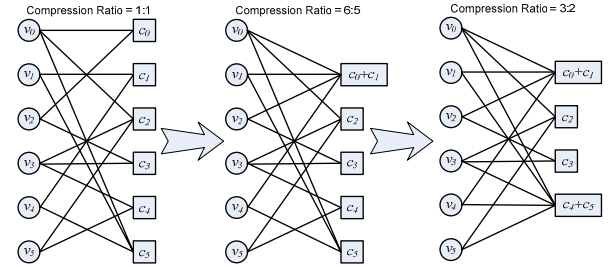 Compression Ratio = 1:1 Compression Ratio = 6:5 Compression Ratio = 3:2
v0 c0 v0 v0
v1 c1 v1 c0+c1 v1 c0+c1
v2 c2 v2 c2 v2 c2
v3 c3 v3 c3 v3 c3
v4 c4 v4 c4 v4 c4+c5
v5 c5 v5 c5 v5